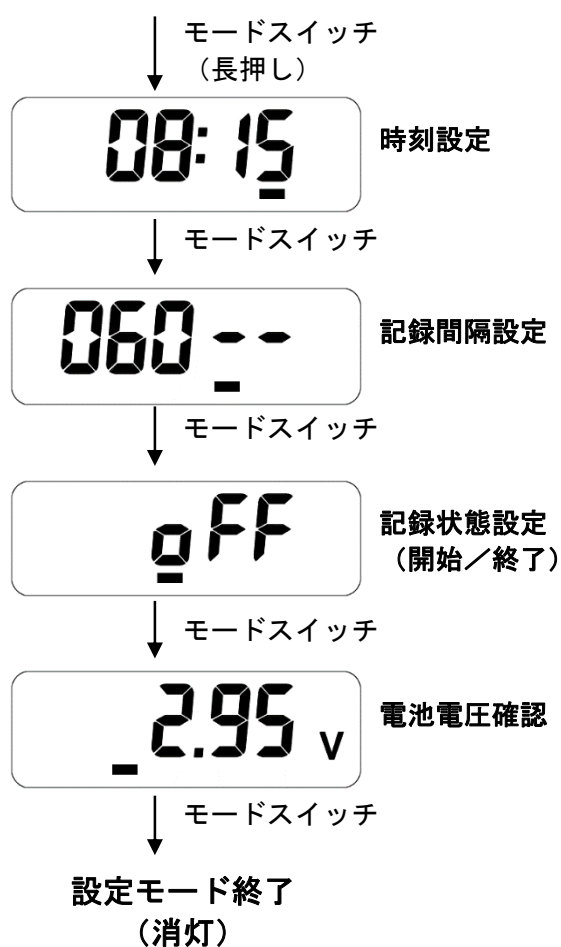 モードスイッチ
（長押し）
08:15
時刻設定
モードスイッチ
060--
記録間隔設定
モードスイッチ
oFF
記録状態設定
（開始／終了）
モードスイッチ
_2.95 V
電池電圧確認
モードスイッチ
設定モード終了
（消灯）